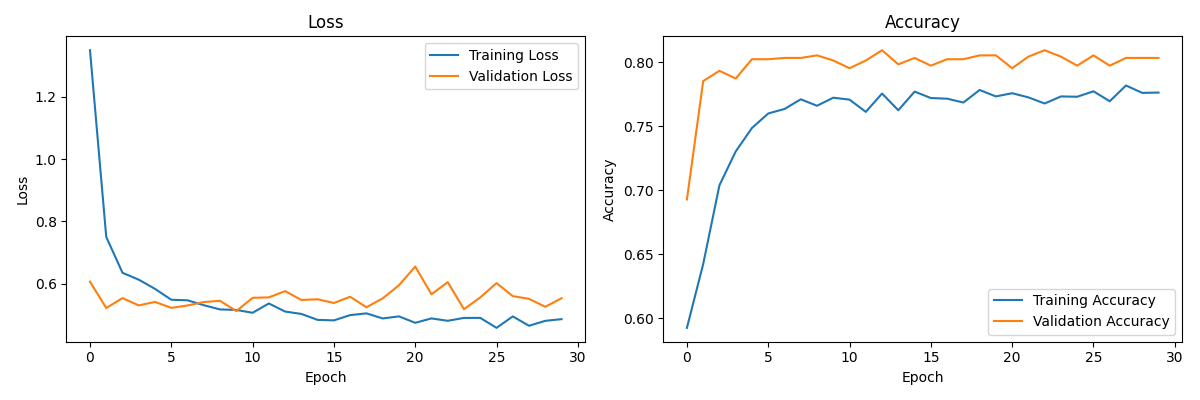 Loss
Training Loss
Validation Loss
1.2
1.0
0.8
0.6
Loss
0 5 10 15 20 25 30
Epoch
Accuracy
0.80
0.75
0.70
0.65
0.60
Accuracy
Training Accuracy
Validation Accuracy
0 5 10 15 20 25 30
Epoch